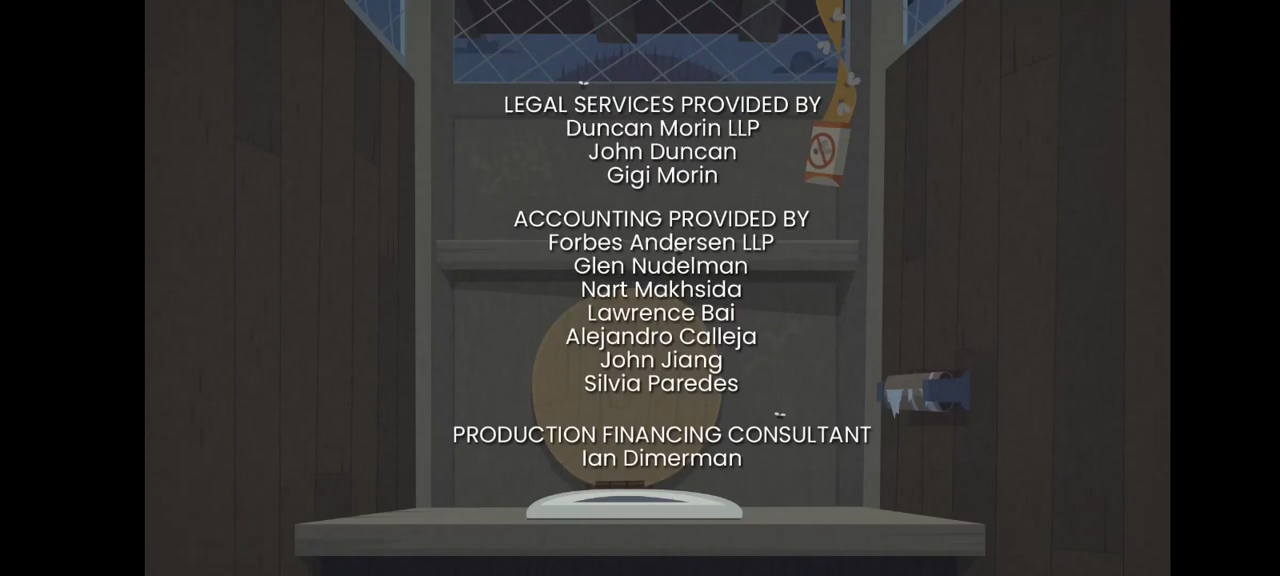 LEGAL SERVICES PROVIDED BY
Duncan Morin LLP
John Duncan
Gigi Morin
ACCOUNTING PROVIDED BY
Forbes Andersen LLP
Glen Nudelman
Nart Makhsida
Lawrence Bai
Alejandro Calleja
John Jiang
Silvia Paredes
PRODUCTION FINANCING CONSULTANT
Ian Dimerman